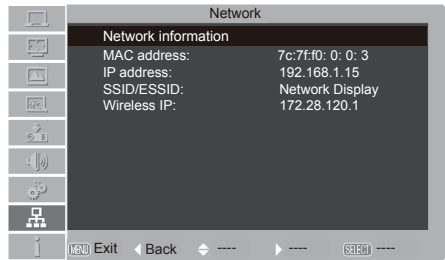 Network
Network information
MAC address: 7c:7f:f0: 0: 0: 3
IP address: 192.168.1.15
SSID/ESSID: Network Display
Wireless IP: 172.28.120.1
MENU Exit Back ---- ---- SELECT ----